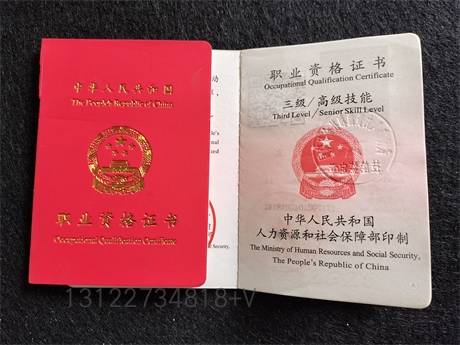 中华人民共和国
The People's Republic of China
职业资格证书
Occupational Qualification Certificate
职业资格证书
Occupational Qualification Certificate
三级/高级技能
Third Level/Senior Skill Level
中华人民共和国
人力资源和社会保障部印制
The Ministry of Human Resources and Social Security,
The People's Republic of China
Security.
13122734818+V